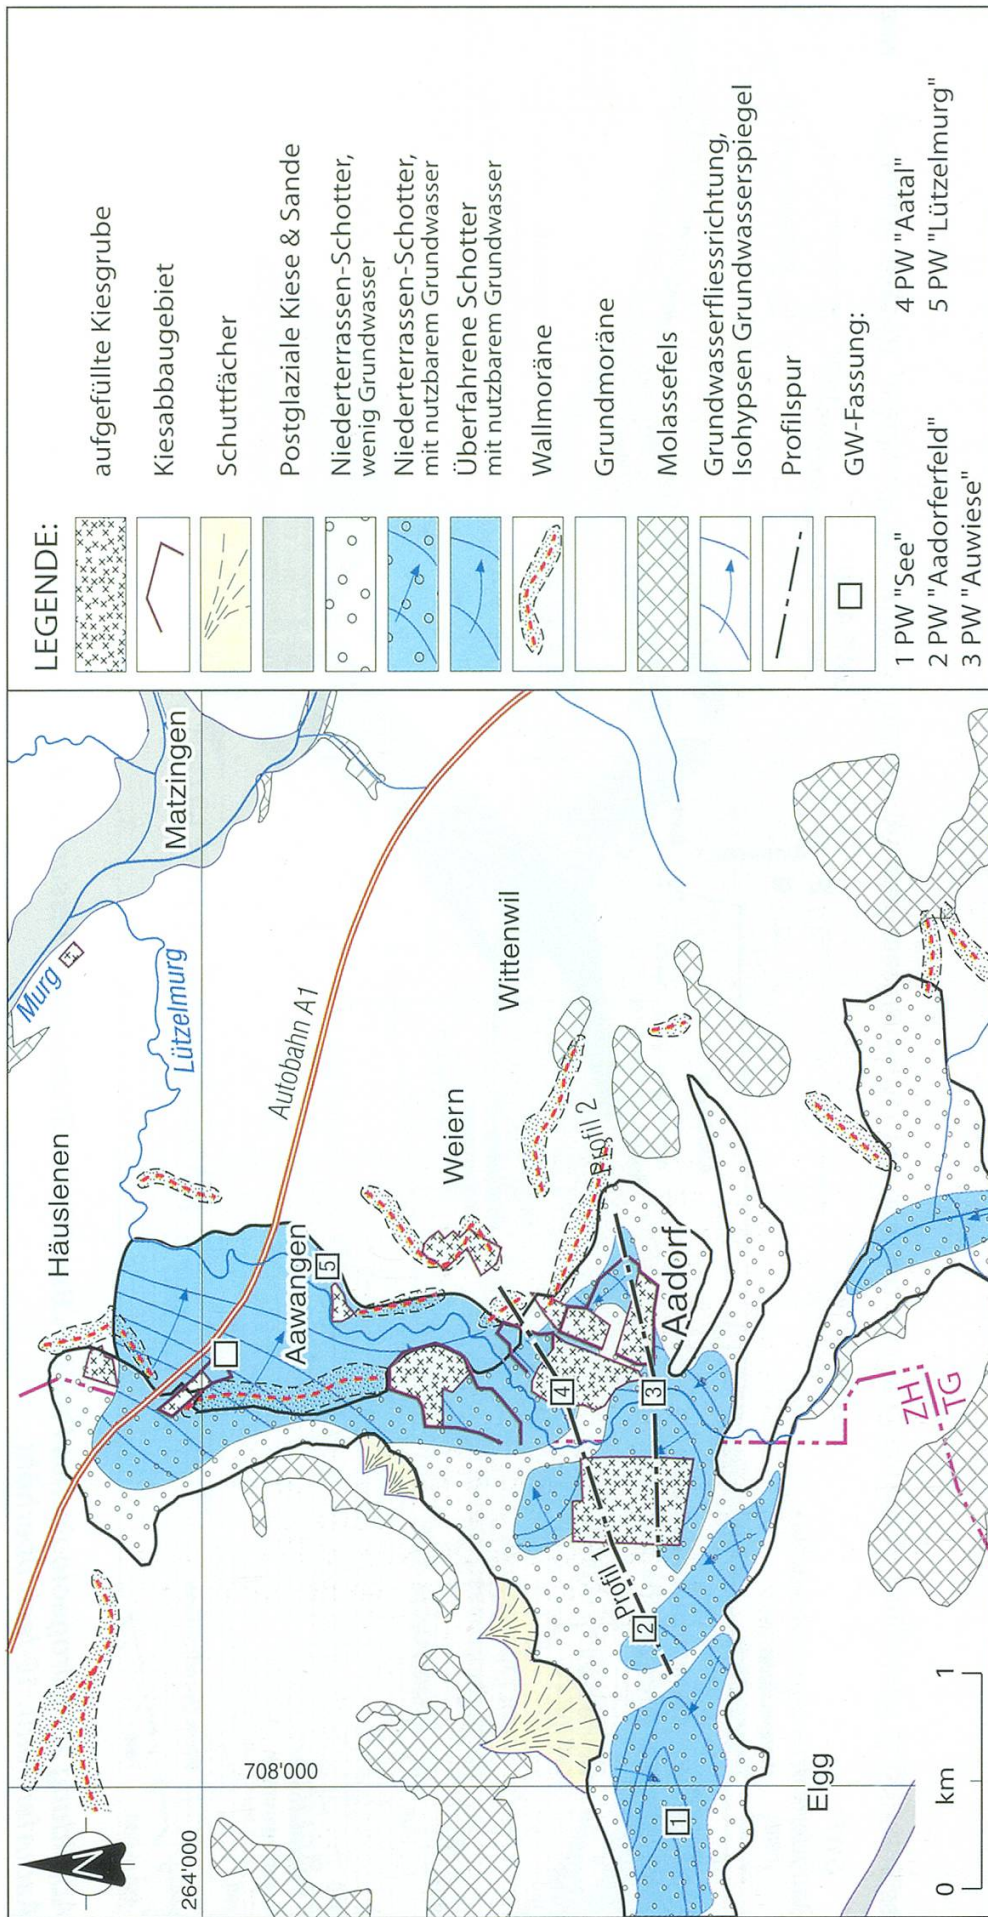 LEGENDE:
aufgefüllte Kiesgrube
Kiesabbaugebiet
Schuttfächer
Postglaziale Kiese & Sande
Niederterrassen-Schotter,
wenig Grundwasser
Niederterrassen-Schotter,
mit nutzbarem Grundwasser
Überfahrene Schotter
mit nutzbarem Grundwasser
Wallmoräne
Grundmoräne
Molassefels
Grundwasserfliessrichtung,
Isohypsen Grundwasserspiegel
Profilspur
GW-Fassung:
1 PW "See"
2 PW "Aadorferfeld"
3 PW "Auwiese"
4 PW "Aatal"
5 PW "Lützelmurg"
N
264'000
708'000
Häuslenen
Murg
Matzingen
Lützelmurg
Autobahn A1
Aawangen
5
Weiern
Wittenwil
Profil 2
4
3
Aadorf
Profil 1
2
1
Elgg
ZH
TG
0 km 1